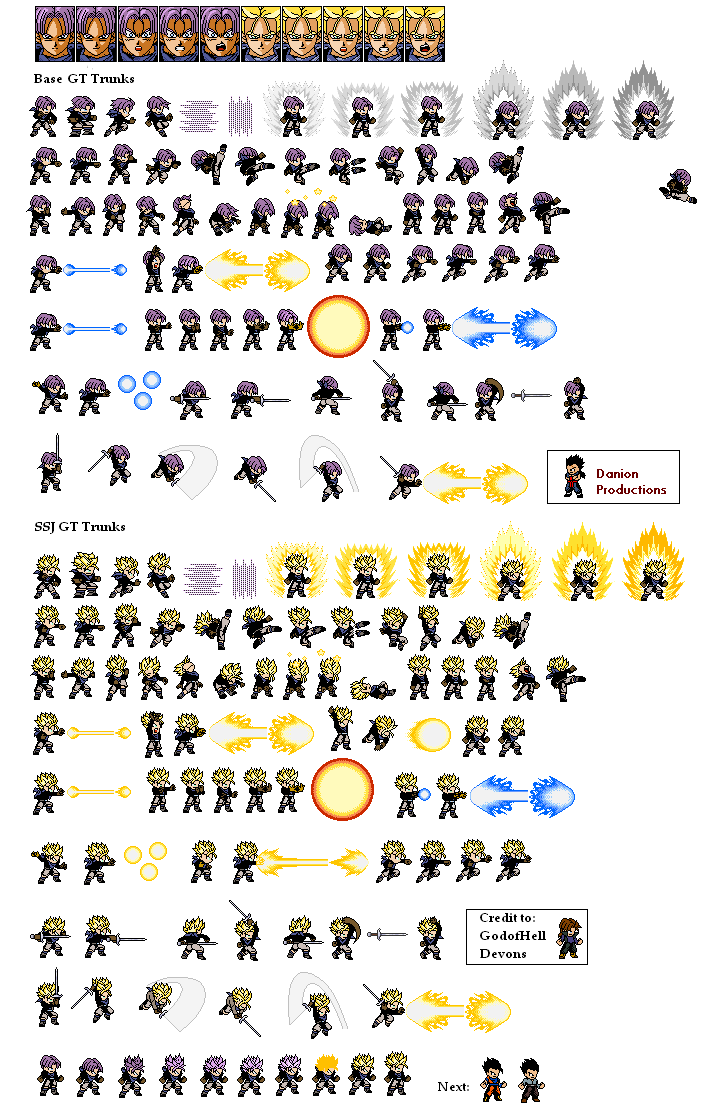 Base GT Trunks
Danion
Productions
SSJ GT Trunks
Credit to:
GodofHell
Devons
Next: